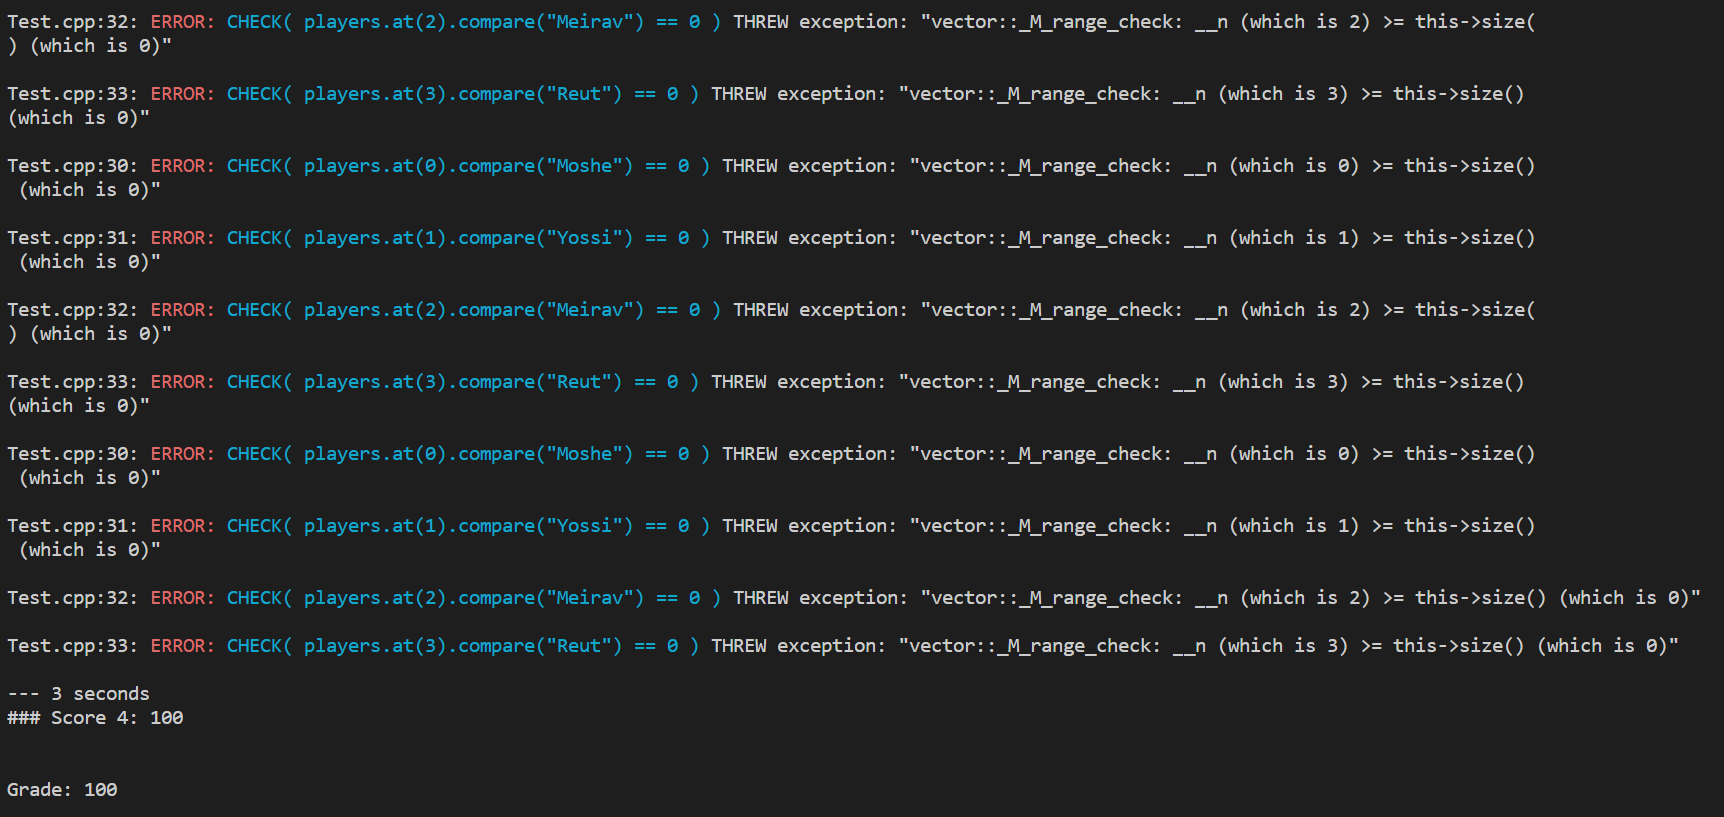 Test.cpp:32: ERROR: CHECK( players.at(2).compare("Meirav") == 0 ) THREW exception: "vector::_M_range_check: __n (which is 2) >= this->size(
) (which is 0)"
Test.cpp:33: ERROR: CHECK( players.at(3).compare("Reut") == 0 ) THREW exception: "vector::_M_range_check: __n (which is 3) >= this->size()
(which is 0)"
Test.cpp:30: ERROR: CHECK( players.at(0).compare("Moshe") == 0 ) THREW exception: "vector::_M_range_check: __n (which is 0) >= this->size()
(which is 0)"
Test.cpp:31: ERROR: CHECK( players.at(1).compare("Yossi") == 0 ) THREW exception: "vector::_M_range_check: __n (which is 1) >= this->size()
(which is 0)"
Test.cpp:32: ERROR: CHECK( players.at(2).compare("Meirav") == 0 ) THREW exception: "vector::_M_range_check: __n (which is 2) >= this->size(
) (which is 0)"
Test.cpp:33: ERROR: CHECK( players.at(3).compare("Reut") == 0 ) THREW exception: "vector::_M_range_check: __n (which is 3) >= this->size()
(which is 0)"
Test.cpp:30: ERROR: CHECK( players.at(0).compare("Moshe") == 0 ) THREW exception: "vector::_M_range_check: __n (which is 0) >= this->size()
(which is 0)"
Test.cpp:31: ERROR: CHECK( players.at(1).compare("Yossi") == 0 ) THREW exception: "vector::_M_range_check: __n (which is 1) >= this->size()
(which is 0)"
Test.cpp:32: ERROR: CHECK( players.at(2).compare("Meirav") == 0 ) THREW exception: "vector::_M_range_check: __n (which is 2) >= this->size() (which is 0)"
Test.cpp:33: ERROR: CHECK( players.at(3).compare("Reut") == 0 ) THREW exception: "vector::_M_range_check: __n (which is 3) >= this->size() (which is 0)"
--- 3 seconds
### Score 4: 100
Grade: 100